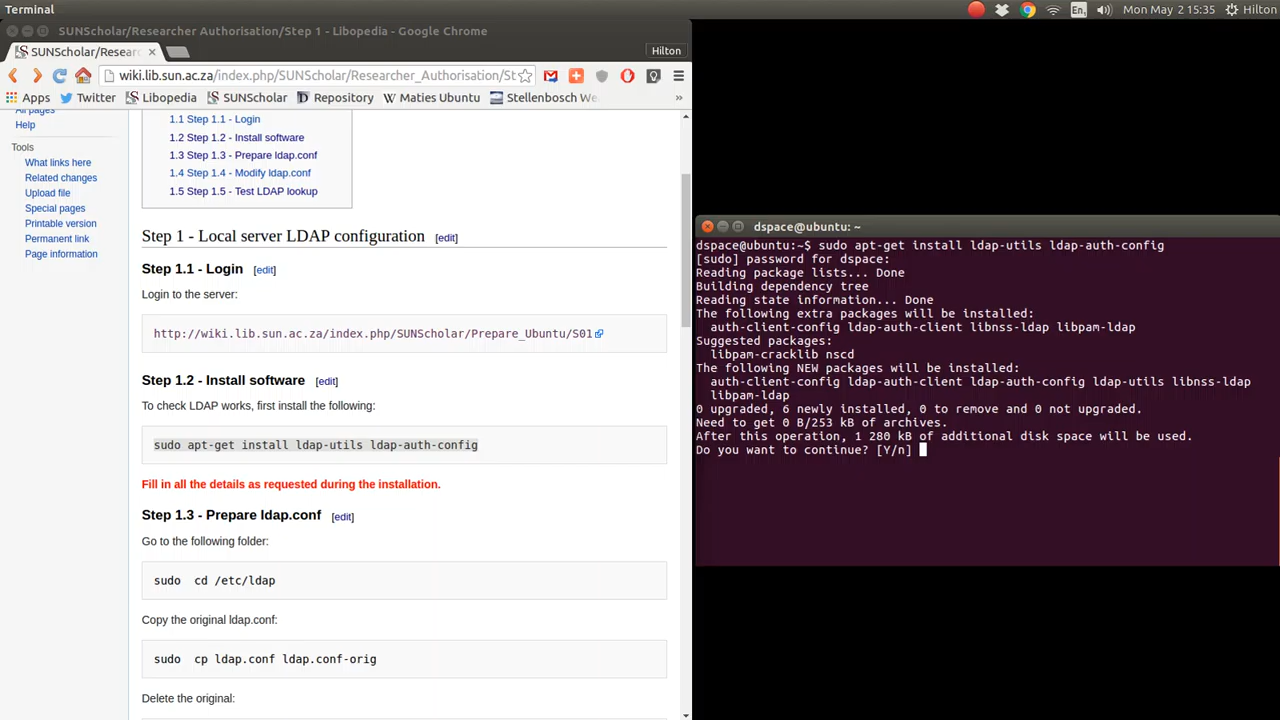 Terminal
En
Mon May 2 15:35
Hilton
SUNScholar/Researcher Authorisation/Step 1 - Libopedia - Google Chrome
SUNScholar/Resear
Hilton
wiki.lib.sun.ac.za/index.php/SUNScholar/Researcher_Authorisation/St
Apps
Twitter
Libopedia
SUNScholar
Repository
Maties Ubuntu
Stellenbosch We
»
All pages
Help
Tools
What links here
Related changes
Upload file
Special pages
Printable version
Permanent link
Page information
1.1 Step 1.1 - Login
1.2 Step 1.2 - Install software
1.3 Step 1.3 - Prepare ldap.conf
1.4 Step 1.4 - Modify ldap.conf
1.5 Step 1.5 - Test LDAP lookup
Step 1 - Local server LDAP configuration [edit]
Step 1.1 - Login [edit]
Login to the server:
http://wiki.lib.sun.ac.za/index.php/SUNScholar/Prepare_Ubuntu/S01
Step 1.2 - Install software [edit]
To check LDAP works, first install the following:
sudo apt-get install ldap-utils ldap-auth-config
Fill in all the details as requested during the installation.
Step 1.3 - Prepare ldap.conf [edit]
Go to the following folder:
sudo  cd /etc/ldap
Copy the original ldap.conf:
sudo  cp ldap.conf ldap.conf-orig
Delete the original:
dspace@ubuntu: ~
dspace@ubuntu:~$ sudo apt-get install ldap-utils ldap-auth-config
[sudo] password for dspace:
Reading package lists... Done
Building dependency tree
Reading state information... Done
The following extra packages will be installed:
auth-client-config ldap-auth-client libnss-ldap libpam-ldap
Suggested packages:
libpam-cracklib nscd
The following NEW packages will be installed:
auth-client-config ldap-auth-client ldap-auth-config ldap-utils libnss-ldap
libpam-ldap
0 upgraded, 6 newly installed, 0 to remove and 0 not upgraded.
Need to get 0 B/253 kB of archives.
After this operation, 1 280 kB of additional disk space will be used.
Do you want to continue? [Y/n]